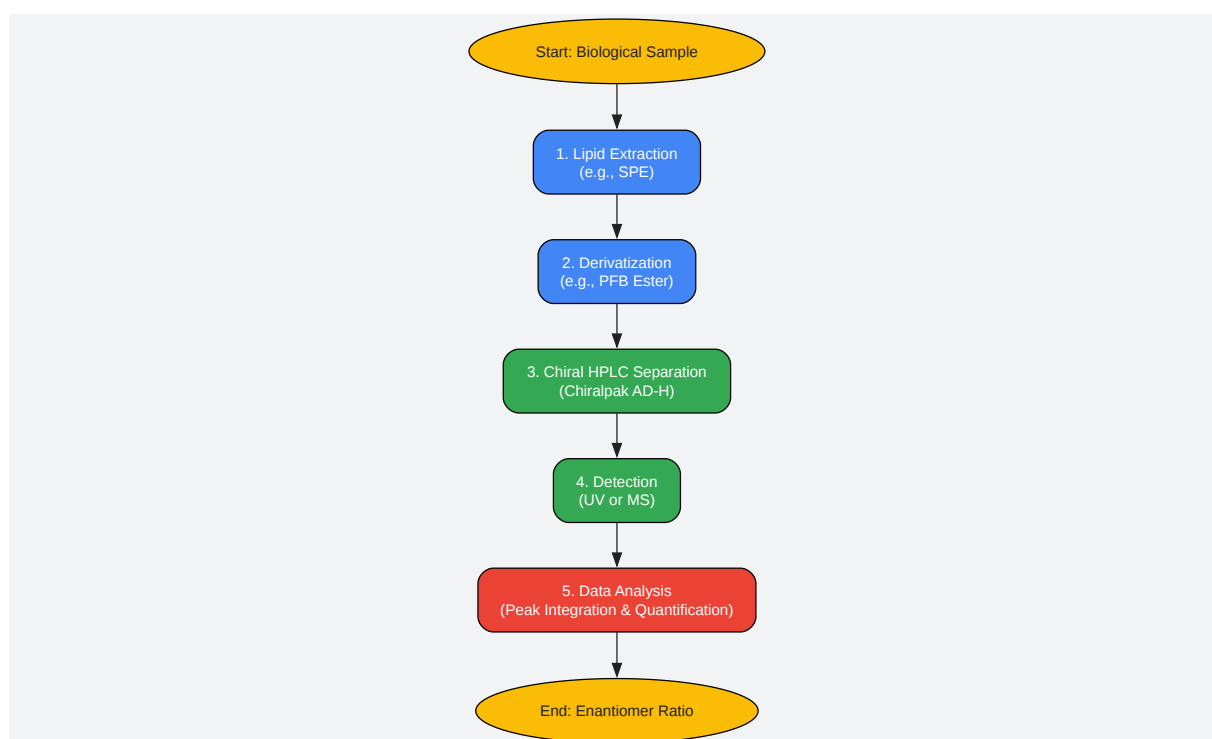 Start: Biological Sample
1. Lipid Extraction
(e.g., SPE)
2. Derivatization
(e.g., PFB Ester)
3. Chiral HPLC Separation
(Chiralpak AD-H)
4. Detection
(UV or MS)
5. Data Analysis
(Peak Integration & Quantification)
End: Enantiomer Ratio